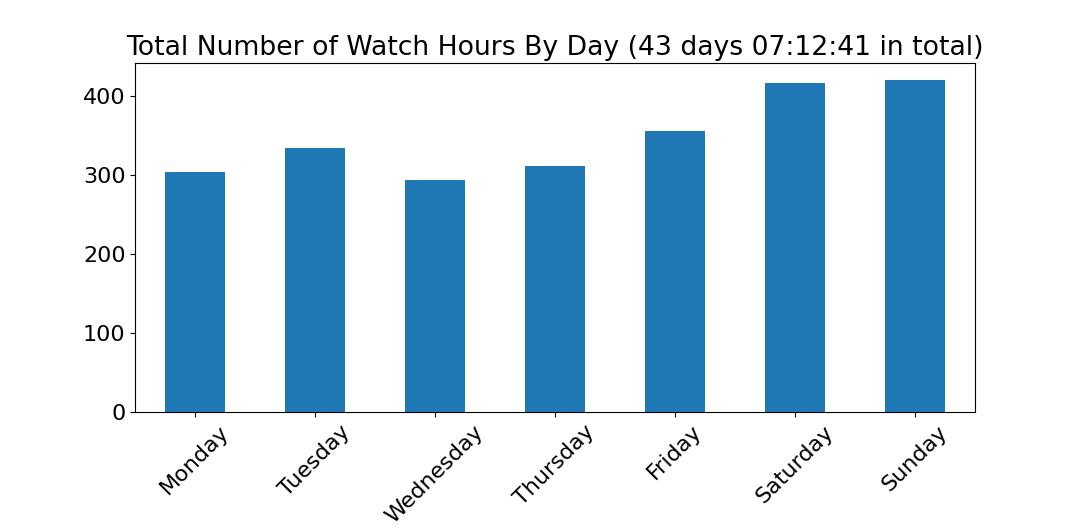 Total Number of Watch Hours By Day (43 days 07:12:41 in total)
400
300
200
100
0
Monday
Tuesday
Wednesday
Thursday
Friday
Saturday
Sunday